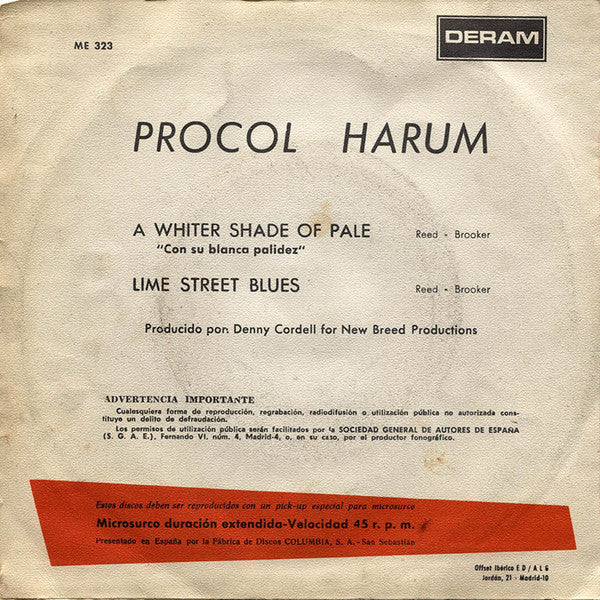 ME 323
DERAM
PROCOL HARUM
A WHITER SHADE OF PALE Reed - Brooker
"Con su blanca palidez"
LIME STREET BLUES Reed - Brooker
Producido por: Denny Cordell for New Breed Productions
ADVERTENCIA IMPORTANTE
Cualesquiera forma de reproducción, regrabación, radiodifusión o utilización pública no autorizada cons-
tituye un delito de defraudación.
Los permisos de utilización pública serán facilitados por la SOCIEDAD GENERAL DE AUTORES DE ESPAÑA
(S. G. A. E.), Fernando VI, núm. 4, Madrid-4, o, en su caso, por el productor fonográfico.
Estos discos deben ser reproducidos con un pick-up especial para microsurco
Microsurco duración extendida-Velocidad 45 r. p. m.
Presentado en España por la Fábrica de Discos COLUMBIA, S. A. - San Sebastián
Offset Ibérico E D / A L G
Jordán, 21 - Madrid-10